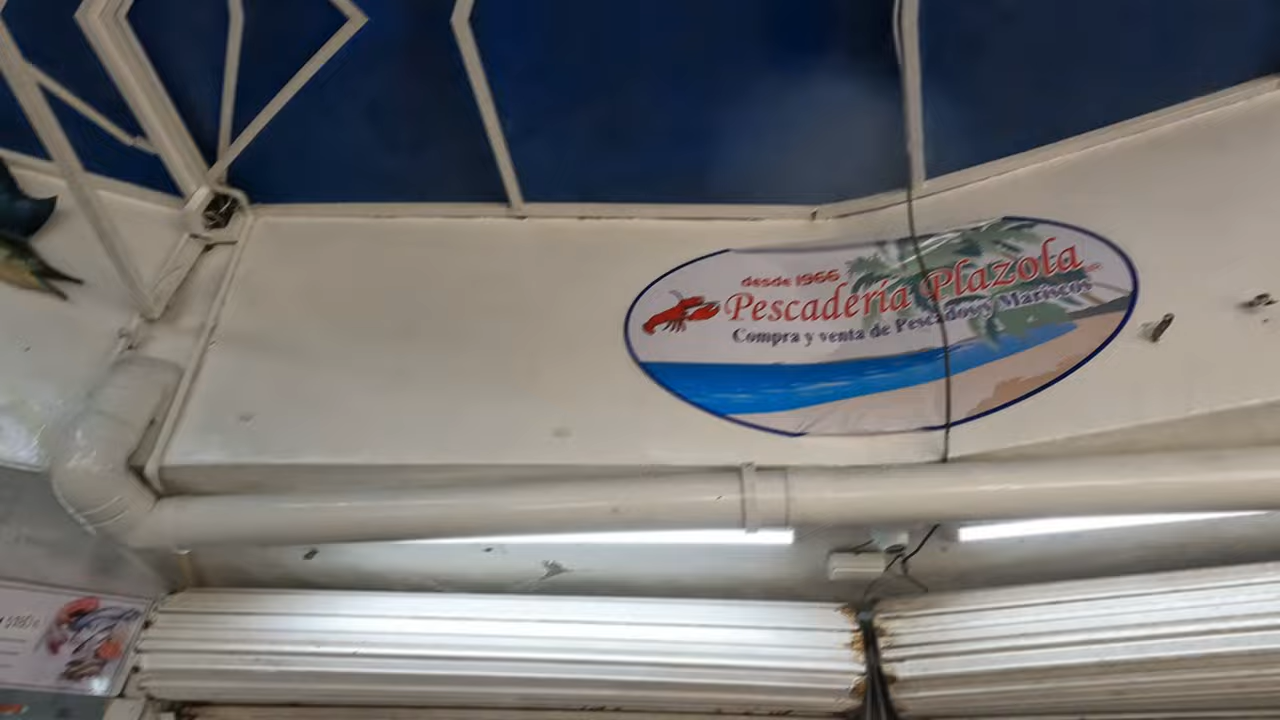 desde 1966
Pescadería Plazola
Compra y venta de Pescados y Mariscos